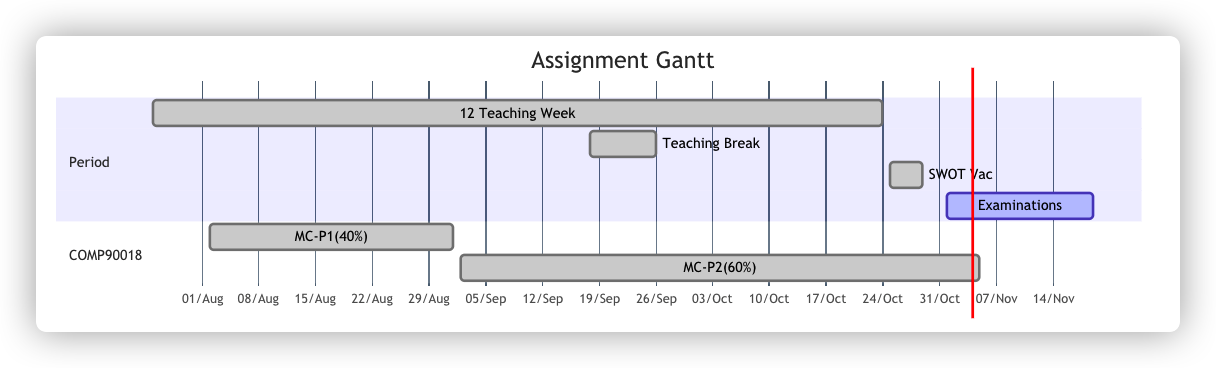 Assignment Gantt
12 Teaching Week
Teaching Break
Period
SWOT Vac
Examinations
MC-P1(40%)
COMP90018
MC-P2(60%)
01/Aug 08/Aug 15/Aug 22/Aug 29/Aug 05/Sep 12/Sep 19/Sep 26/Sep 03/Oct 10/Oct 17/Oct 24/Oct 31/Oct 07/Nov 14/Nov